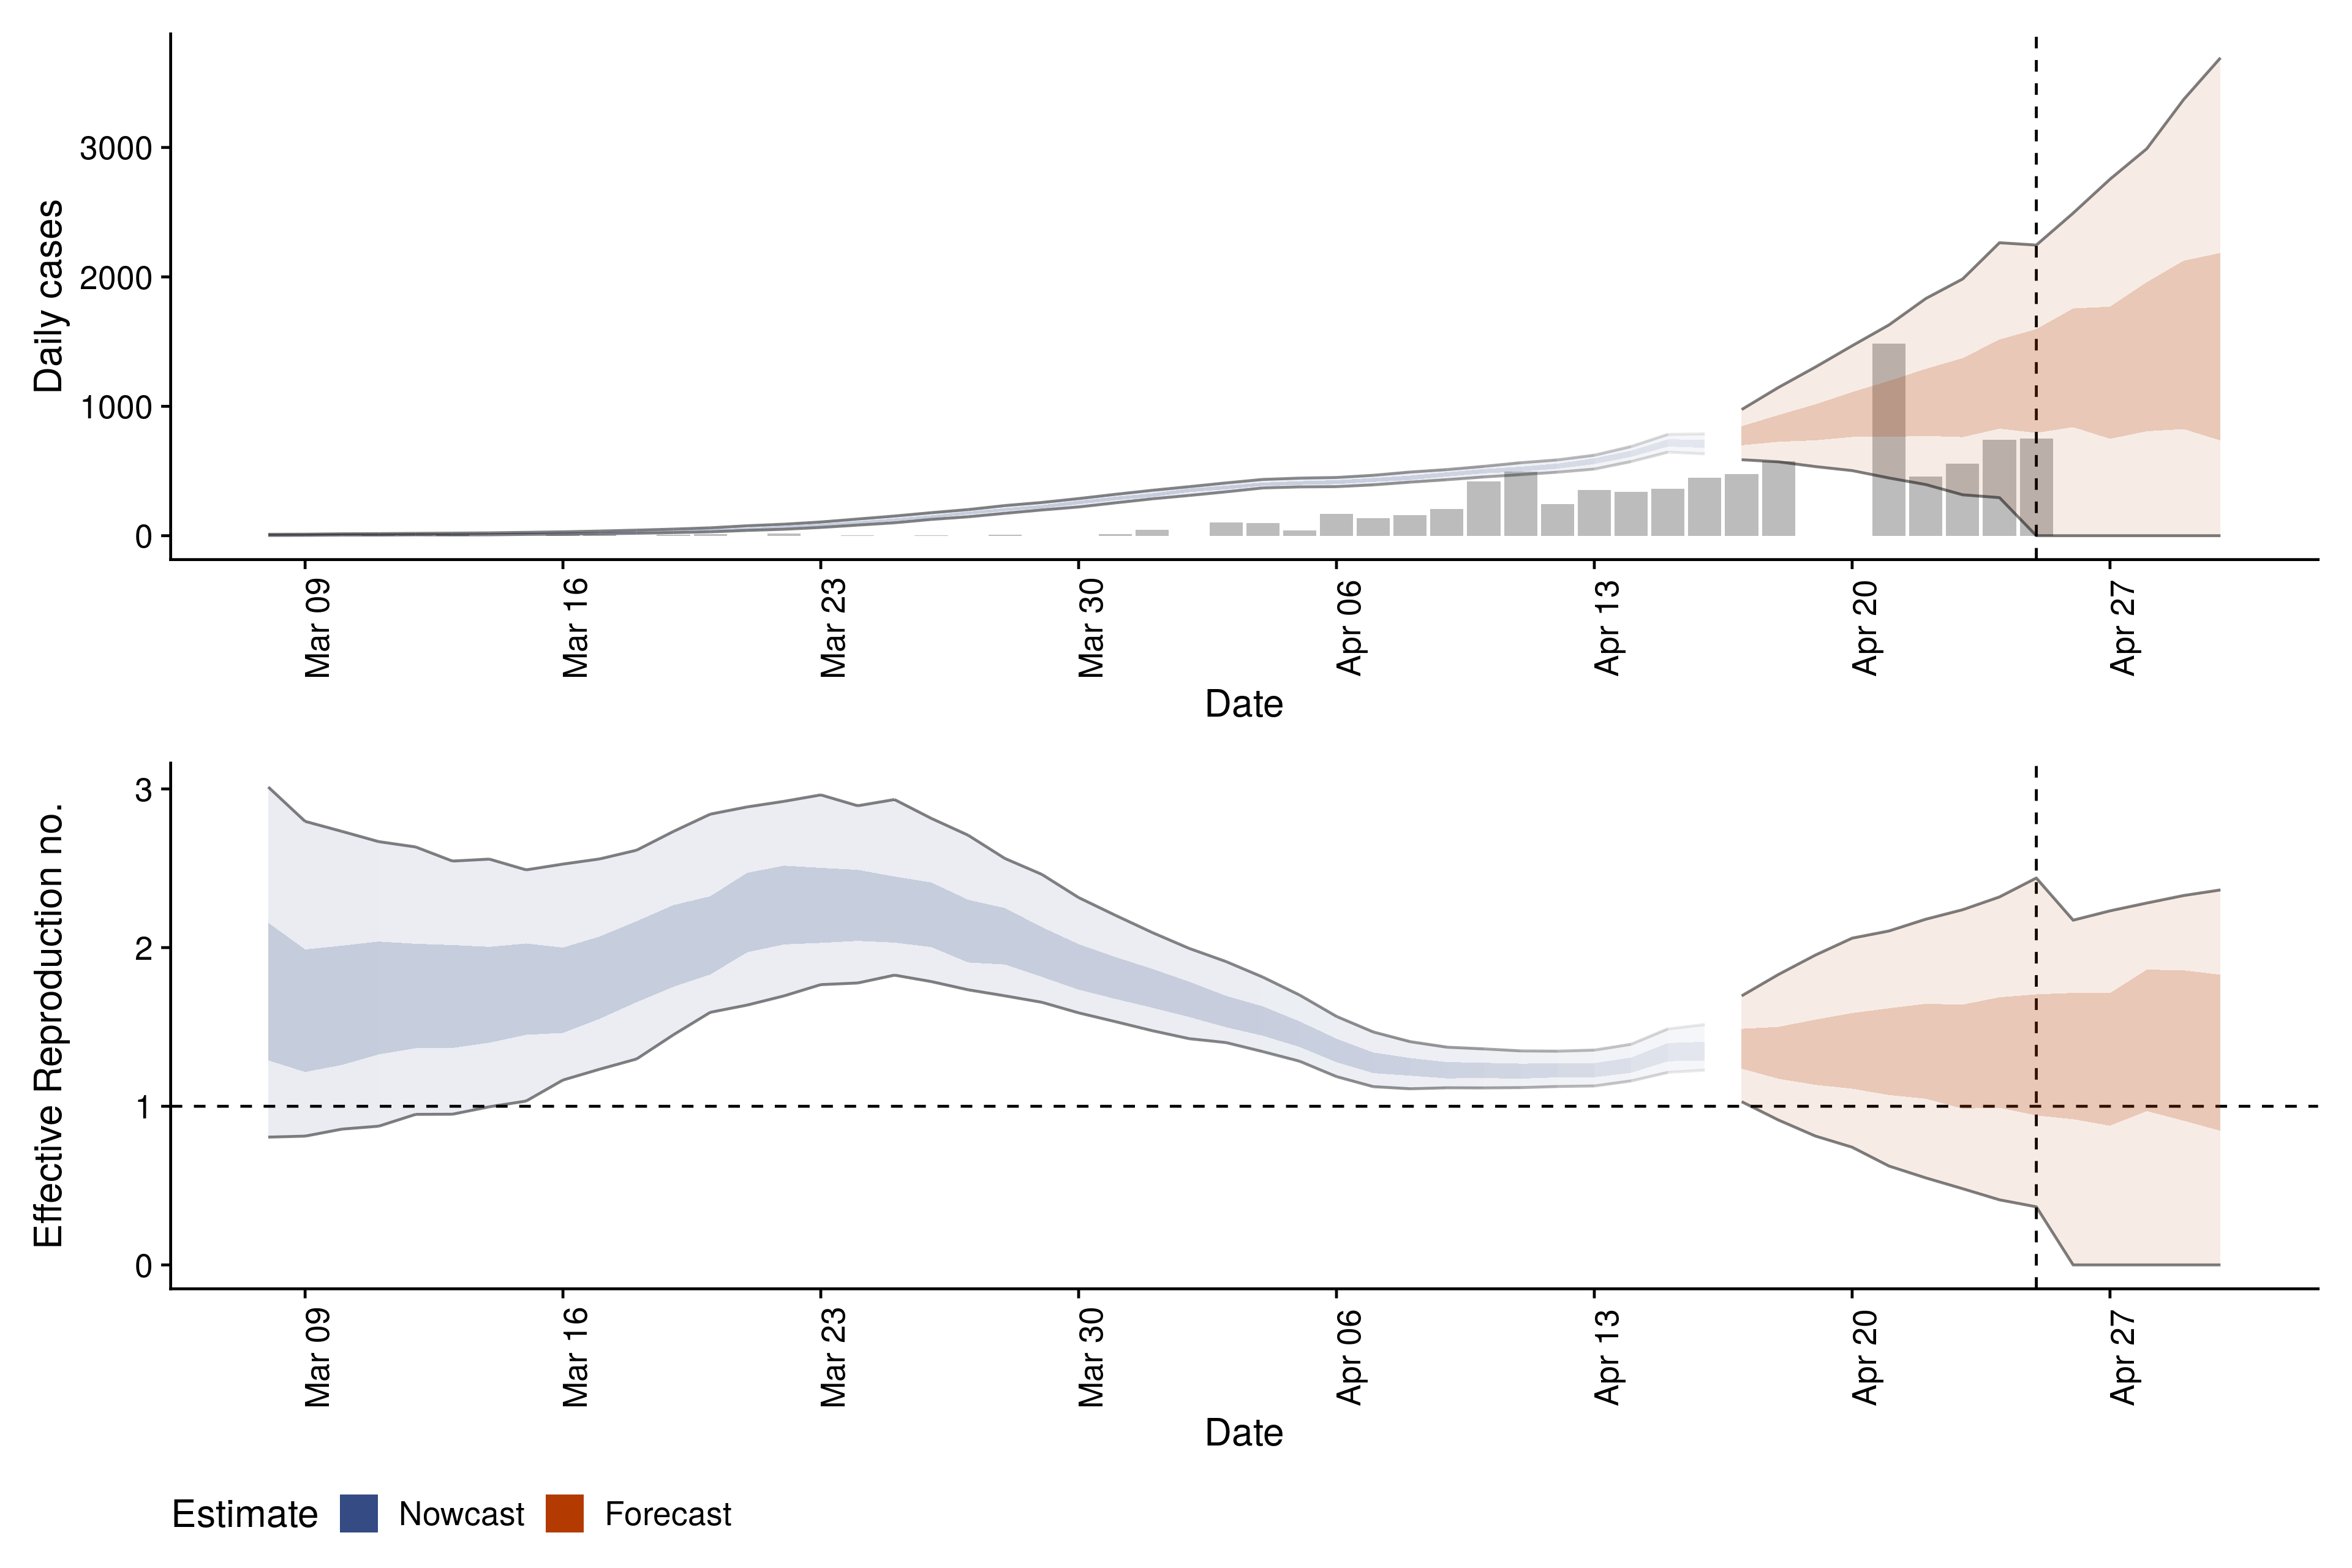 Daily cases
3000
2000
1000
0
Mar 09
Mar 16
Mar 23
Mar 30
Apr 06
Apr 13
Apr 20
Apr 27
Date
Effective Reproduction no.
3
2
1
0
Mar 09
Mar 16
Mar 23
Mar 30
Apr 06
Apr 13
Apr 20
Apr 27
Date
Estimate Nowcast Forecast